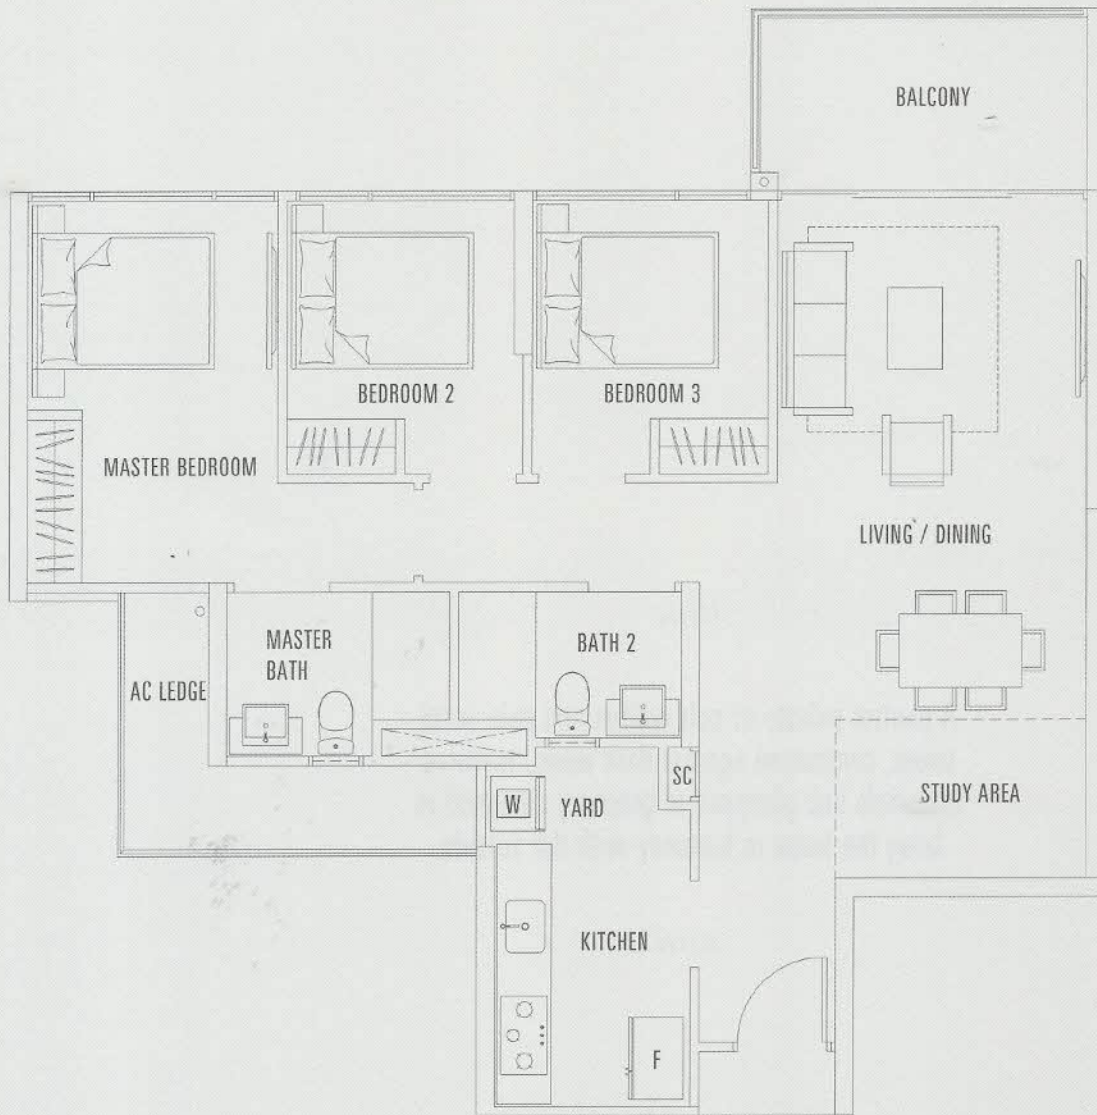 BALCONY
BEDROOM 2
BEDROOM 3
MASTER BEDROOM
LIVING / DINING
MASTER
BATH
BATH 2
AC LEDGE
SC
STUDY AREA
W
YARD
KITCHEN
F